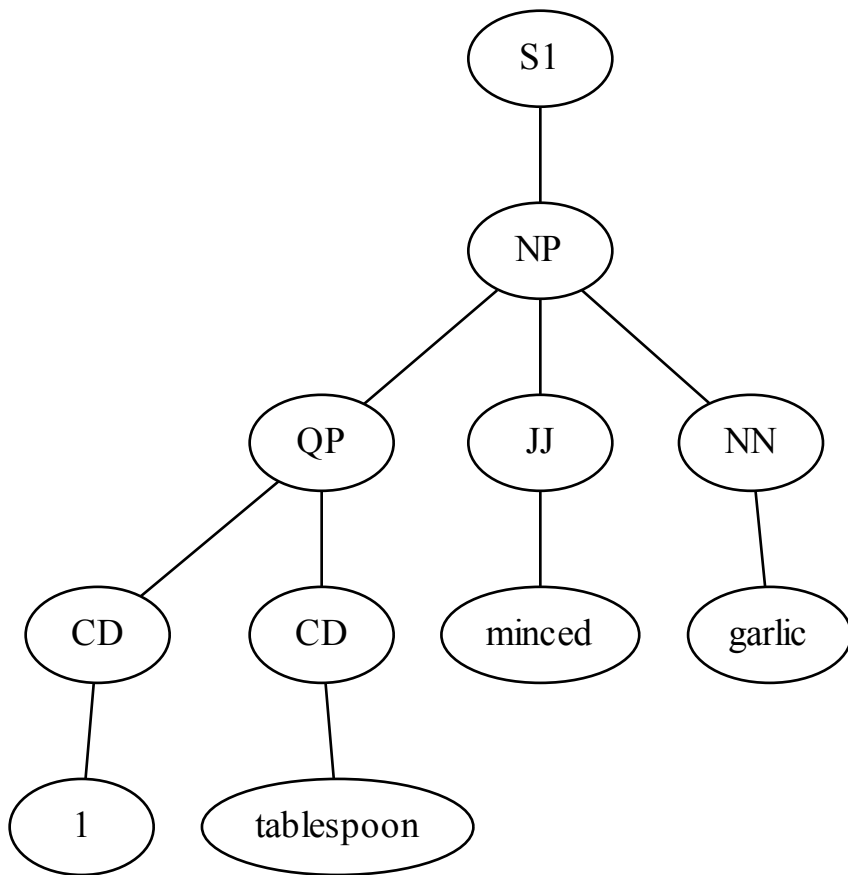 S1
NP
QP JJ NN
CD CD minced garlic
1 tablespoon